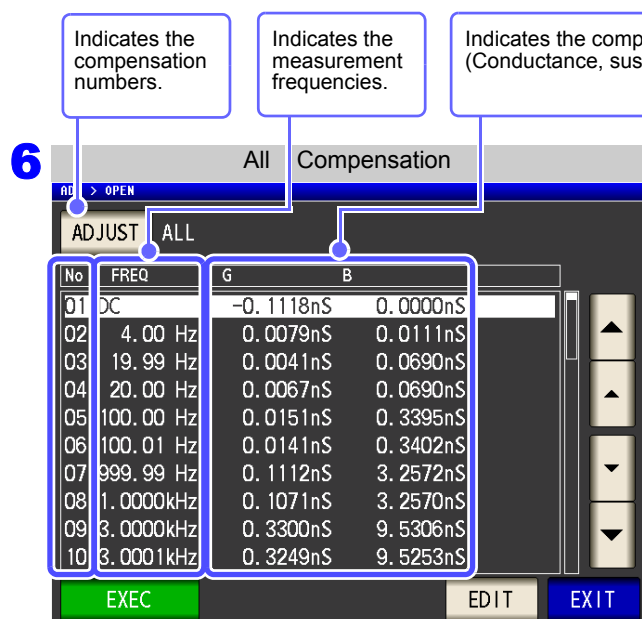 Indicates the
compensation
numbers.
Indicates the
measurement
frequencies.
Indicates the comp
(Conductance, sus
6
All Compensation
> OPEN
ADJUST ALL
No FREQ G B
01 DC -0.1118nS 0.0000nS
02 4.00 Hz 0.0079nS 0.0111nS
03 19.99 Hz 0.0041nS 0.0690nS
04 20.00 Hz 0.0067nS 0.0690nS
05 100.00 Hz 0.0151nS 0.3395nS
06 100.01 Hz 0.0141nS 0.3402nS
07 999.99 Hz 0.1112nS 3.2572nS
08 1.0000kHz 0.1071nS 3.2570nS
09 3.0000kHz 0.3300nS 9.5306nS
10 3.0001kHz 0.3249nS 9.5253nS
EXEC EDIT EXIT